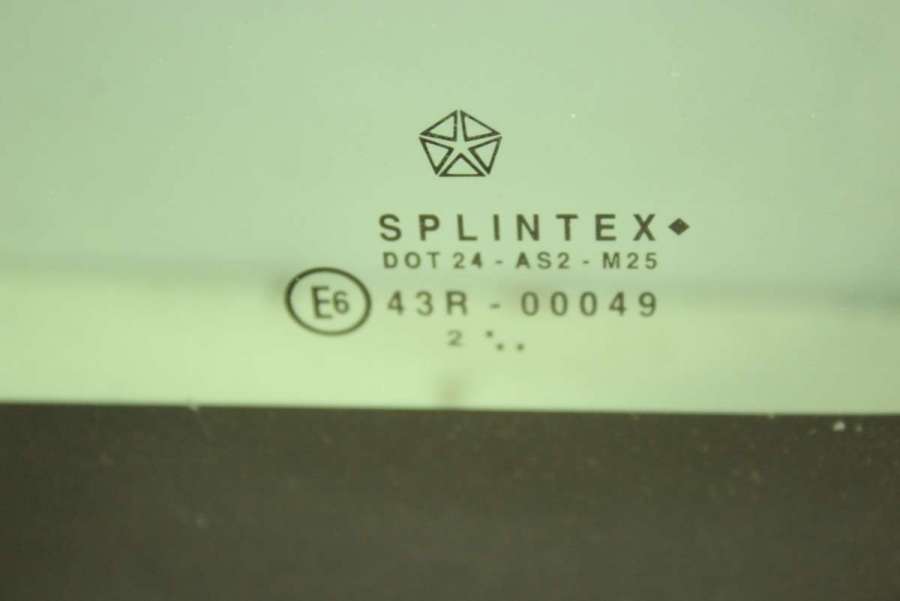 SPLINTEX
DOT 24 - AS2 - M25
E6 43R - 00049
2